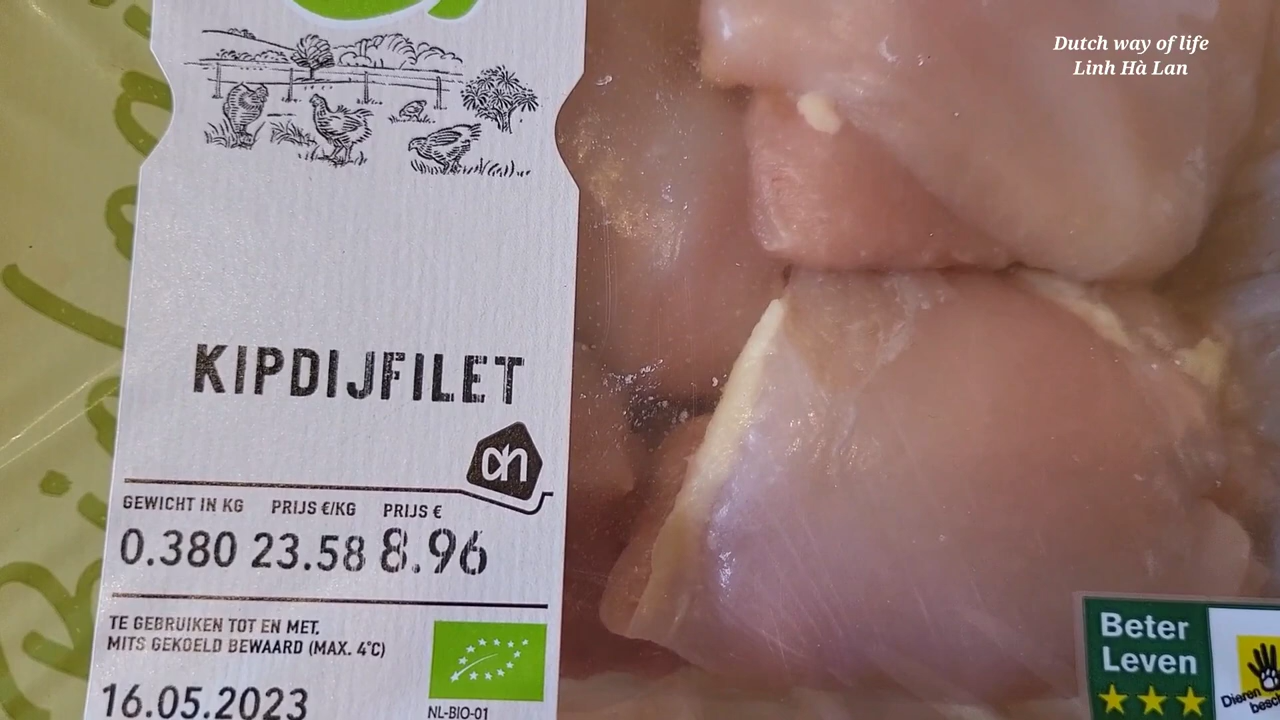 Dutch way of life
Linh Hà Lan
KIPDIJFILET
ah
GEWICHT IN KG PRIJS €/KG PRIJS €
0.380 23.58 8.96
TE GEBRUIKEN TOT EN MET,
MITS GEKOELD BEWAARD (MAX. 4°C)
16.05.2023
NL-BIO-01
Beter
Leven
Dieren